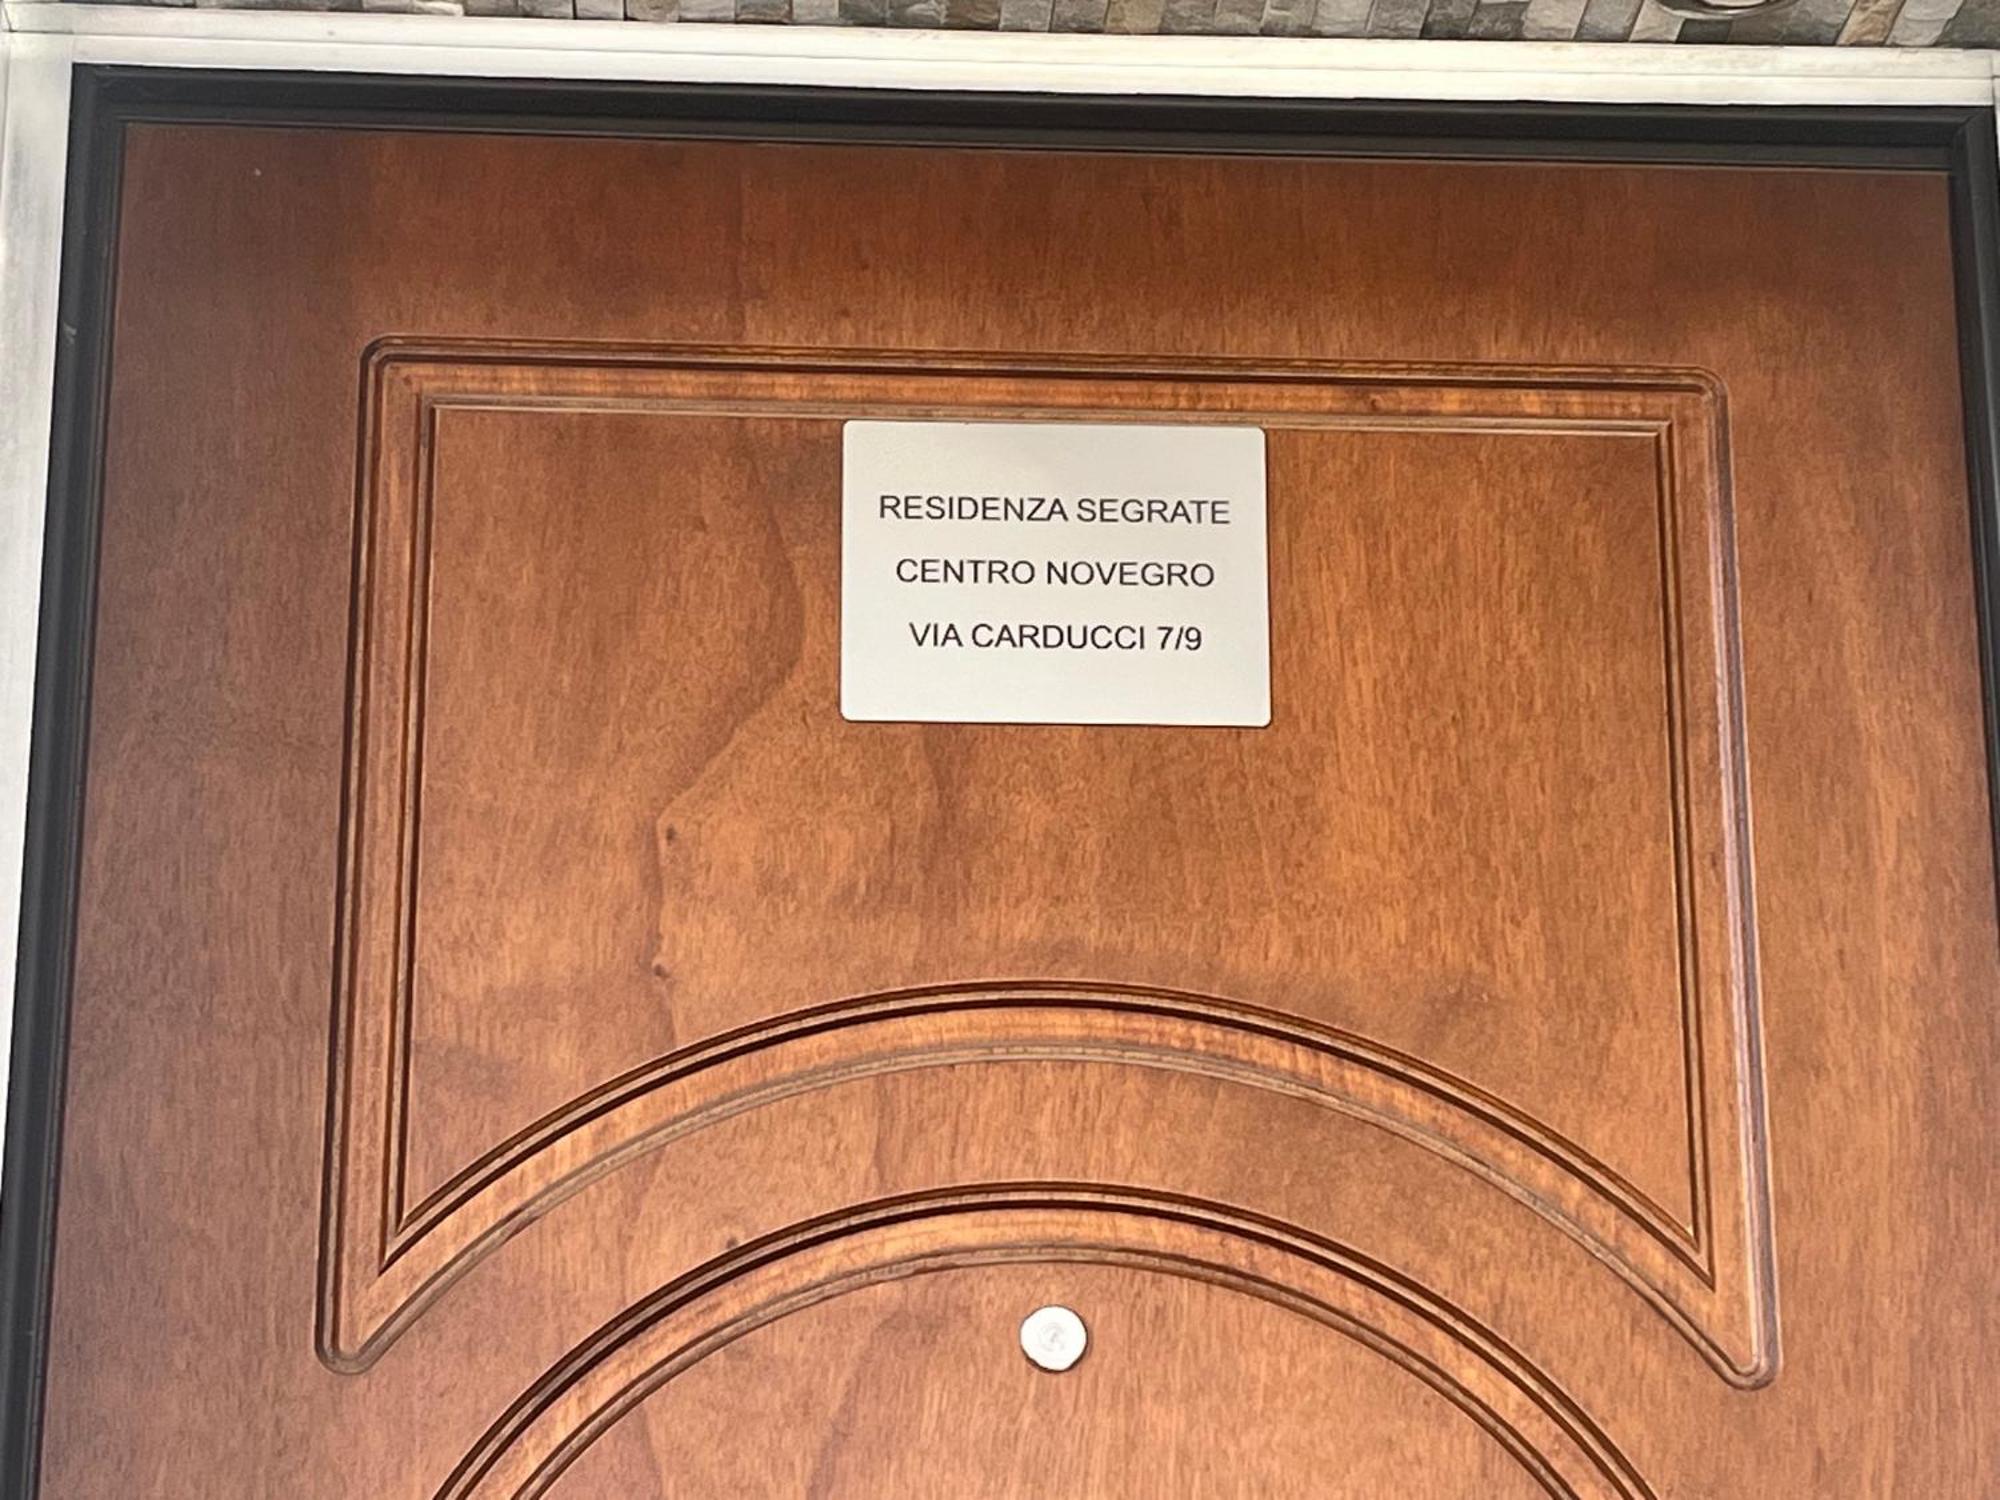 RESIDENZA SEGRATE
CENTRO NOVEGRO
VIA CARDUCCI 7/9